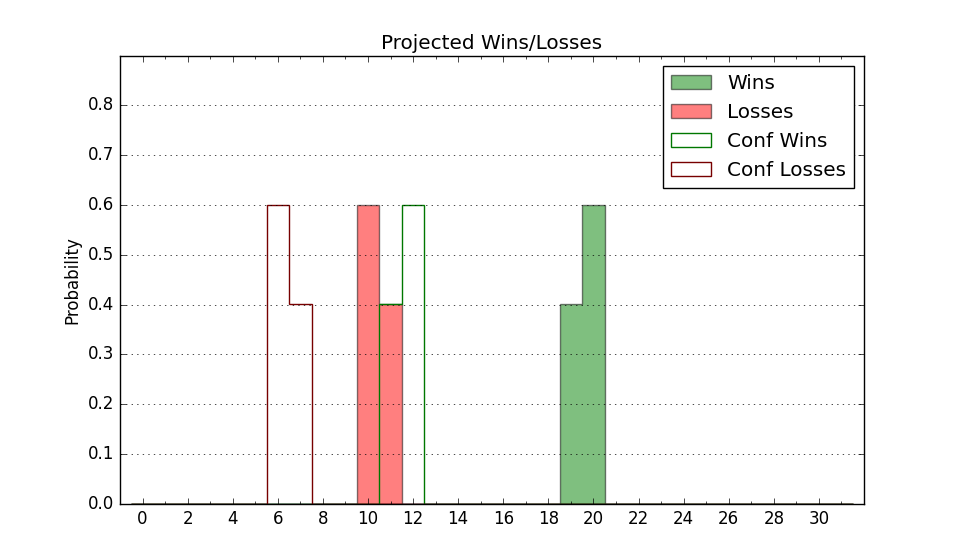 Projected Wins/Losses
Wins
Losses
Conf Wins
Conf Losses
Probability
0.8
0.7
0.6
0.5
0.4
0.3
0.2
0.1
0.0
0 2 4 6 8 10 12 14 16 18 20 22 24 26 28 30